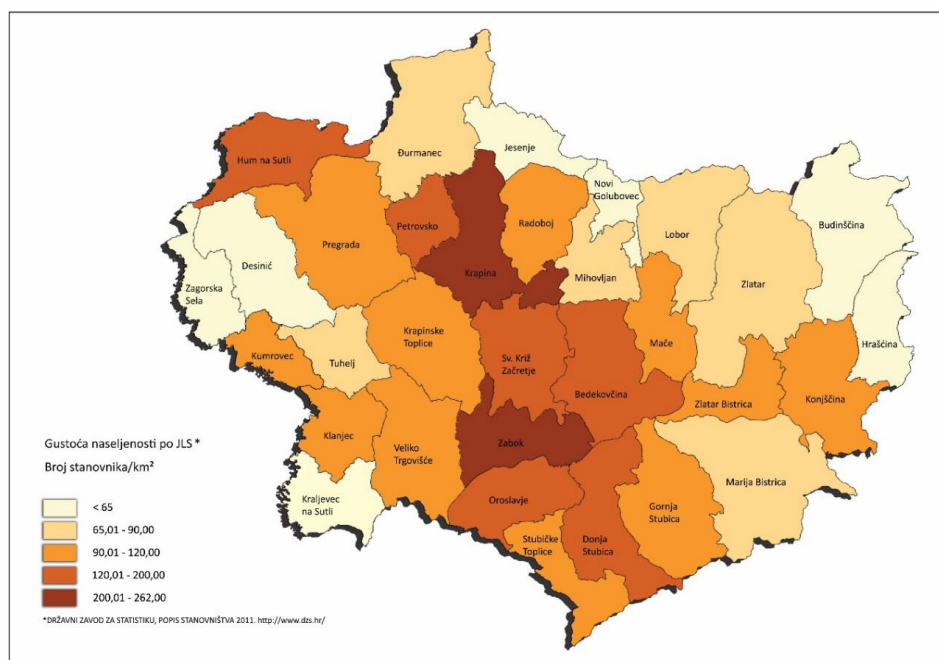 Hum na Sutli
Đurmanec
Jesenje
Novi
Golubovec
Budinščina
Petrovsko
Radoboj
Lobor
Pregrada
Desinić
Krapina
Mihovljan
Zlatar
Zagorska
Sela
Krapinske
Toplice
Mače
Hrašćina
Kumrovec
Tuhelj
Sv. Križ
Začretje
Bedekovčina
Zlatar Bistrica
Konjščina
Klanjec
Veliko
Trgovišće
Zabok
Marija Bistrica
Kraljevec
na Sutli
Oroslavje
Gornja
Stubica
Stubičke
Toplice
Donja
Stubica
Gustoća naseljenosti po JLS *
Broj stanovnika/km²
< 65
65,01 - 90,00
90,01 - 120,00
120,01 - 200,00
200,01 - 262,00
*DRŽAVNI ZAVOD ZA STATISTIKU, POPIS STANOVNIŠTVA 2011. http://www.dzs.hr/